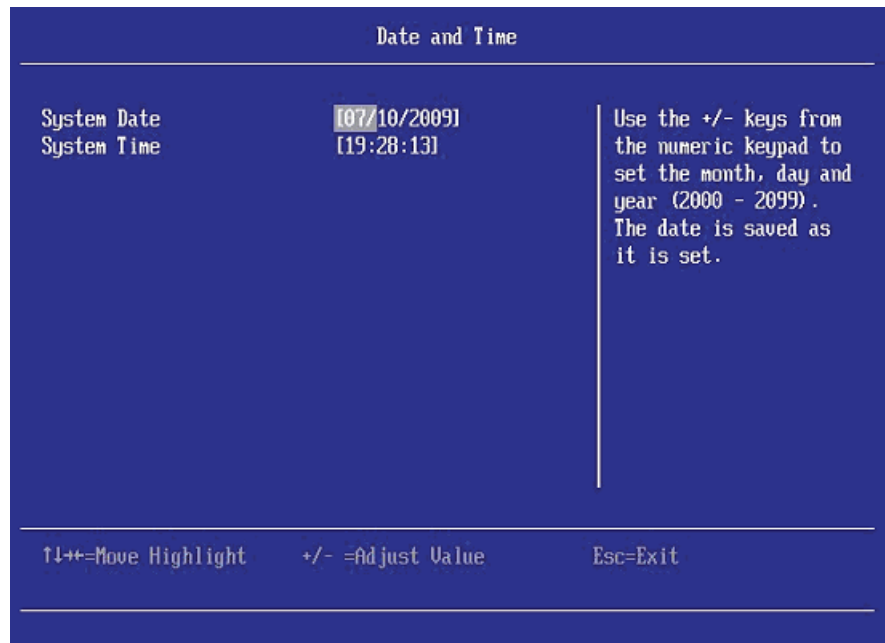 Date and Time
System Date [07/10/2009]
System Time [19:28:13]
Use the +/- keys from
the numeric keypad to
set the month, day and
year (2000 - 2099).
The date is saved as
it is set.
↑↓→←=Move Highlight +/- =Adjust Value Esc=Exit